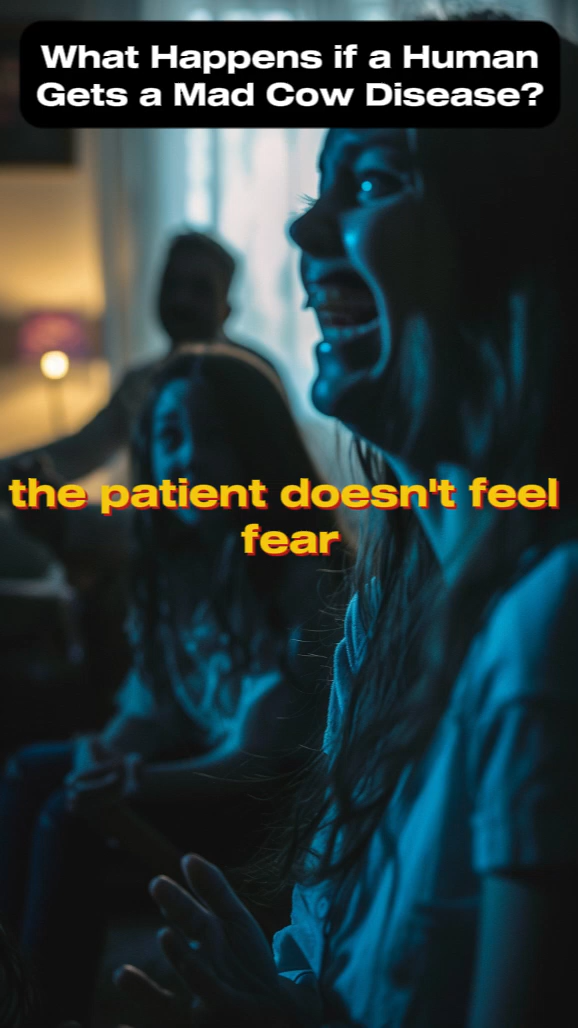 What Happens if a Human
Gets a Mad Cow Disease?
the patient doesn't feel
fear